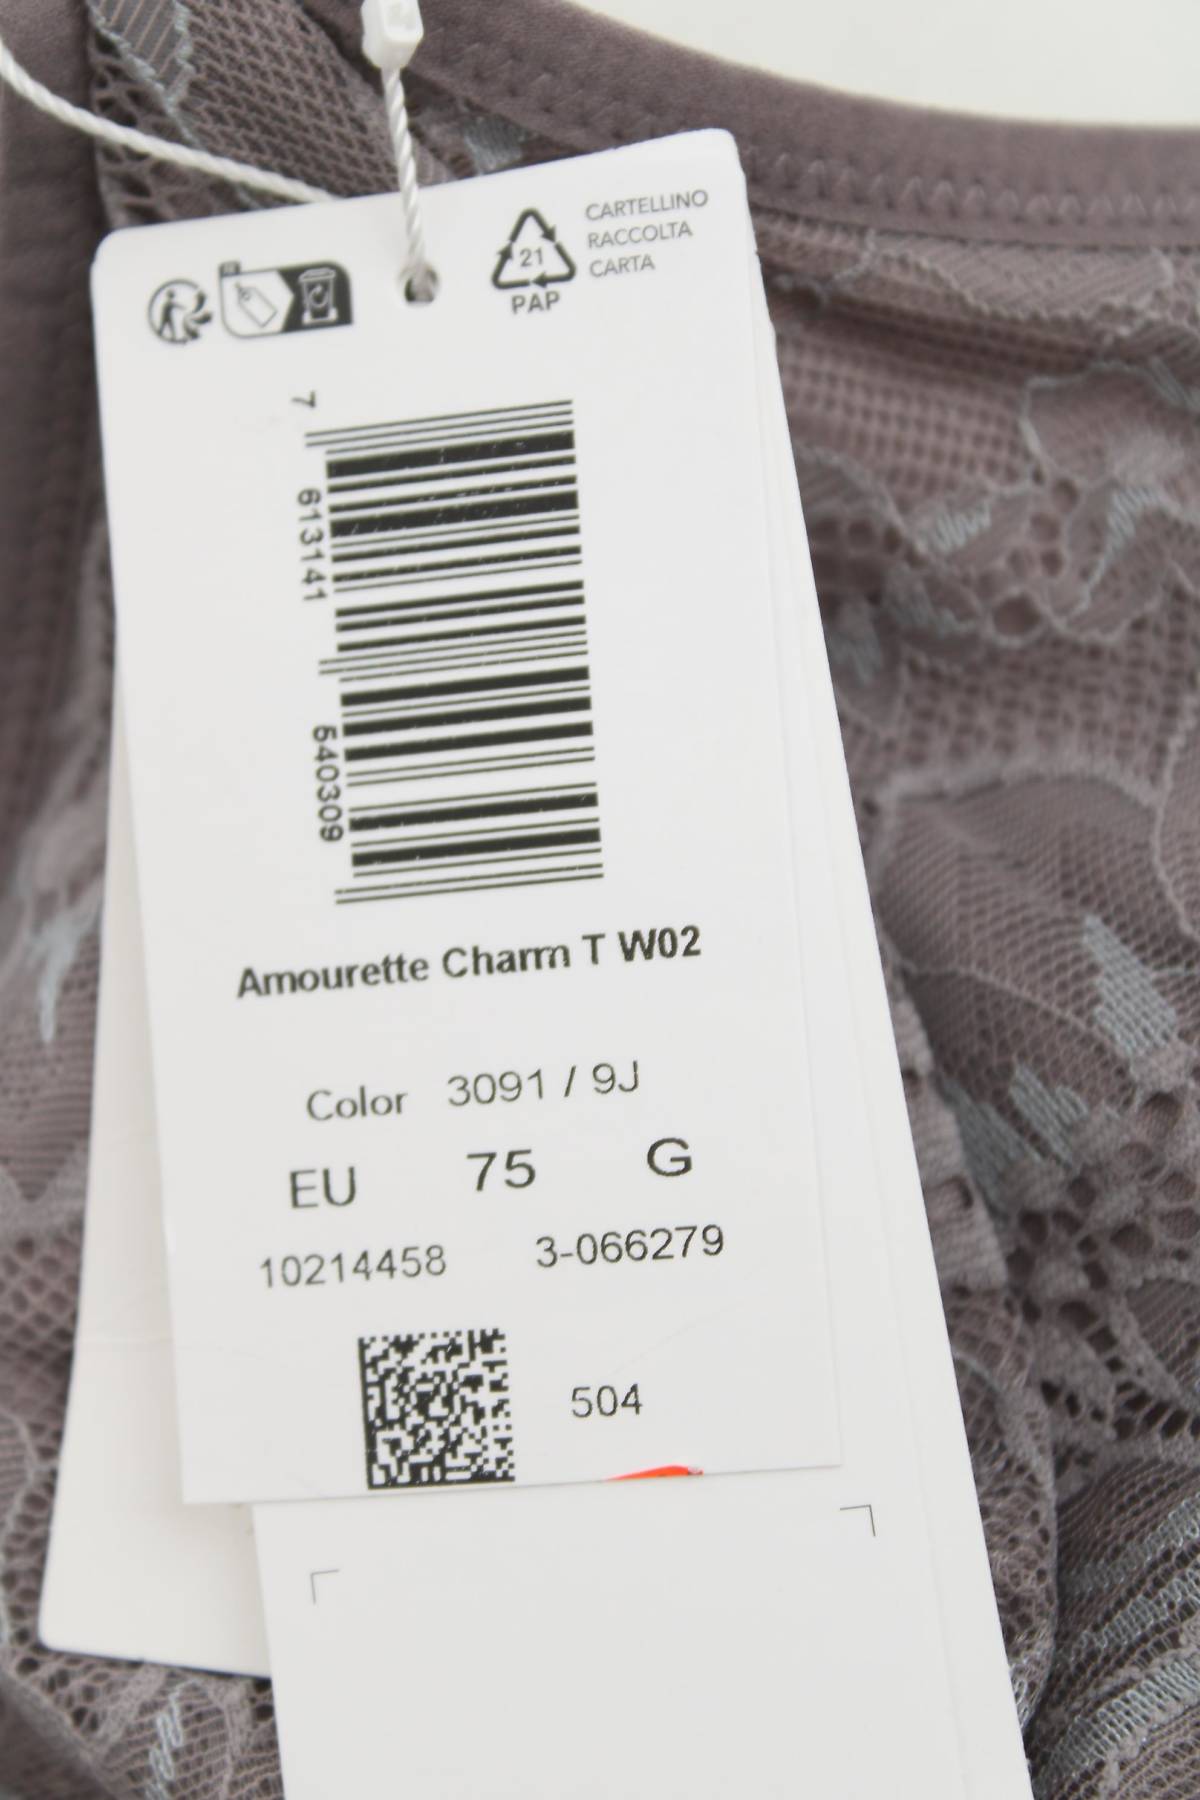 CARTELLINO
RACCOLTA
CARTA
21
PAP
7 613141 540309
Amourette Charm T W02
Color 3091 / 9J
EU 75 G
10214458 3-066279
504